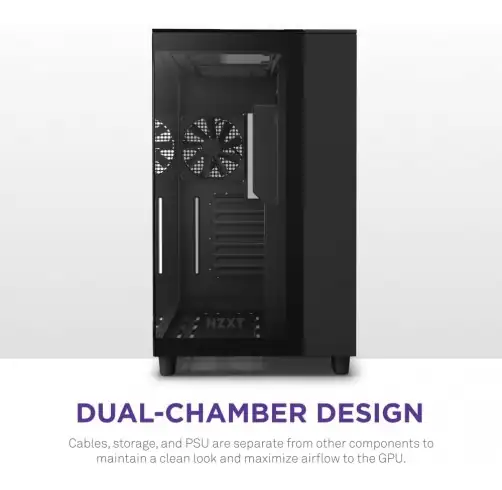 NZXT
DUAL-CHAMBER DESIGN
Cables, storage, and PSU are separate from other components to
maintain a clean look and maximize airflow to the GPU.